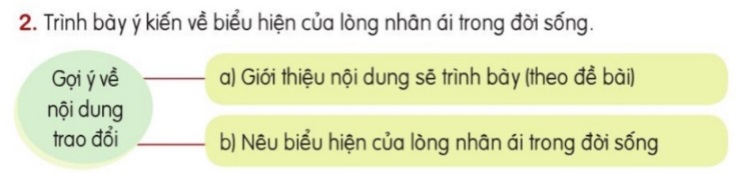 2. Trình bày ý kiến về biểu hiện của lòng nhân ái trong đời sống.
Gợi ý về
nội dung
trao đổi
a) Giới thiệu nội dung sẽ trình bày (theo đề bài)
b) Nêu biểu hiện của lòng nhân ái trong đời sống